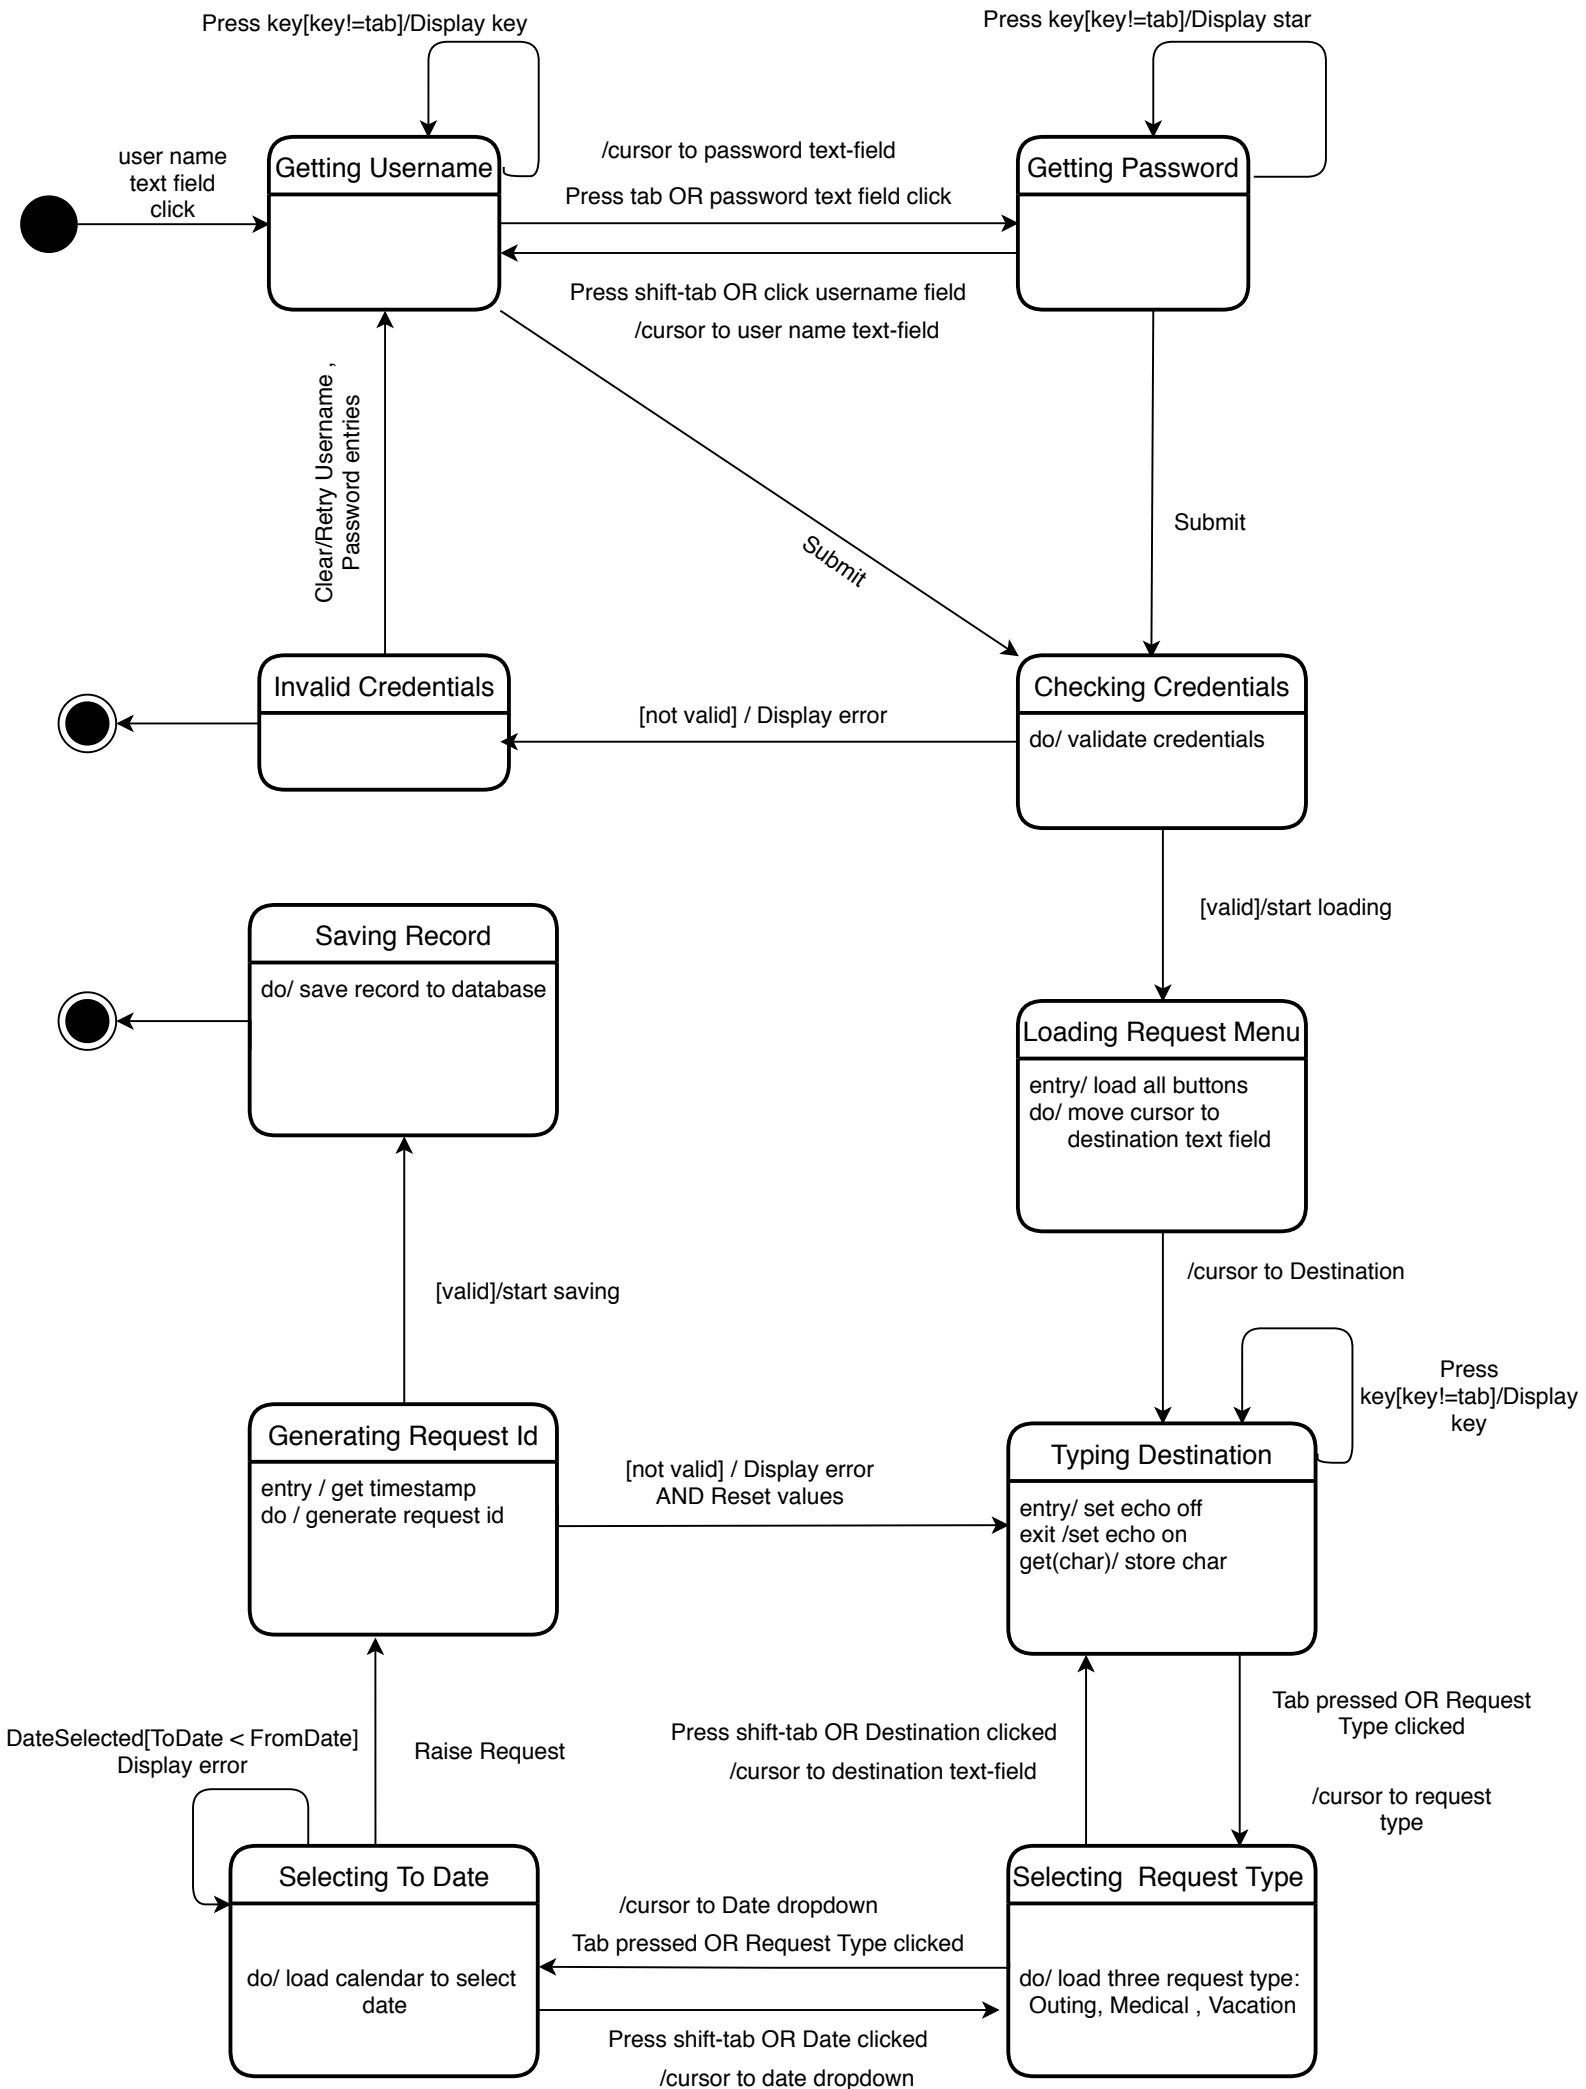 Press key[key!=tab]/Display key
Press key[key!=tab]/Display star
user name
text field
click
Getting Username
/cursor to password text-field
Press tab OR password text field click
Getting Password
Press shift-tab OR click username field
/cursor to user name text-field
Clear/Retry Username ,
Password entries
Submit
Submit
Invalid Credentials
[not valid] / Display error
Checking Credentials
do/ validate credentials
[valid]/start loading
Saving Record
do/ save record to database
Loading Request Menu
entry/ load all buttons
do/ move cursor to
destination text field
[valid]/start saving
/cursor to Destination
Press
key[key!=tab]/Display
key
Generating Request Id
entry / get timestamp
do / generate request id
[not valid] / Display error
AND Reset values
Typing Destination
entry/ set echo off
exit /set echo on
get(char)/ store char
DateSelected[ToDate < FromDate]
Display error
Raise Request
Press shift-tab OR Destination clicked
/cursor to destination text-field
Tab pressed OR Request
Type clicked
/cursor to request
type
Selecting To Date
do/ load calendar to select
date
/cursor to Date dropdown
Tab pressed OR Request Type clicked
Selecting  Request Type
do/ load three request type:
Outing, Medical , Vacation
Press shift-tab OR Date clicked
/cursor to date dropdown